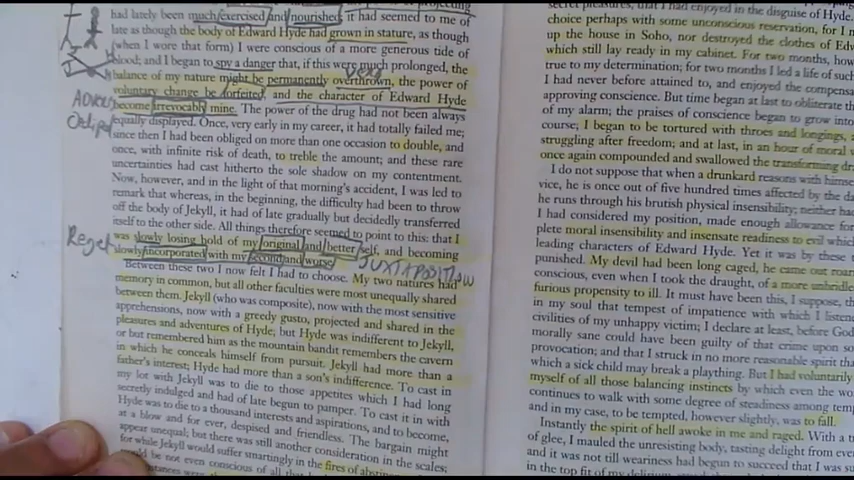 had lately been much exercised and nourished, it had seemed to me of
late as though the body of Edward Hyde had grown in stature, as though
(when I wore that form) I were conscious of a more generous tide of
blood; and I began to spy a danger that, if this were much prolonged, the
balance of my nature might be permanently overthrown, the power of
voluntary change be forfeited, and the character of Edward Hyde
become irrevocably mine. The power of the drug had not been always
equally displayed. Once, very early in my career, it had totally failed me;
since then I had been obliged on more than one occasion to double, and
once, with infinite risk of death, to treble the amount; and these rare
uncertainties had cast hitherto the sole shadow on my contentment.
Now, however, and in the light of that morning's accident, I was led to
remark that whereas, in the beginning, the difficulty had been to throw
off the body of Jekyll, it had of late gradually but decidedly transferred
itself to the other side. All things therefore seemed to point to this: that I
was slowly losing hold of my original and better self, and becoming
slowly incorporated with my second and worse.
JUXTAPOSITION
Between these two I now felt I had to choose. My two natures had
memory in common, but all other faculties were most unequally shared
between them. Jekyll (who was composite), now with the most sensitive
apprehensions, now with a greedy gusto, projected and shared in the
pleasures and adventures of Hyde; but Hyde was indifferent to Jekyll,
or but remembered him as the mountain bandit remembers the cavern
in which he conceals himself from pursuit. Jekyll had more than a
father's interest; Hyde had more than a son's indifference. To cast in
my lot with Jekyll was to die to those appetites which I had long
secretly indulged and had of late begun to pamper. To cast it in with
Hyde was to die to a thousand interests and aspirations, and to become,
at a blow and for ever, despised and friendless. The bargain might
appear unequal; but there was still another consideration in the scales;
for while Jekyll would suffer smartingly in the fires of
be not even conscious of all
secret pleasures, that I had enjoyed in the disguise of Hyde.
choice perhaps with some unconscious reservation, for I
up the house in Soho, nor destroyed the clothes of
which still lay ready in my cabinet. For two months, how
true to my determination; for two months I led a life of such
I had never before attained to, and enjoyed the compensa
approving conscience. But time began at last to obliterate th
of my alarm; the praises of conscience began to grow into
course; I began to be tortured with throes and longings, a
struggling after freedom; and at last, in an hour of moral
once again compounded and swallowed the transforming dra
I do not suppose that when a drunkard reasons with
vice, he is once out of five hundred times affected by the da
he runs through his brutish physical insensibility; neither
I had considered my position, made enough allowance
plete moral insensibility and insensate readiness to evil which
leading characters of Edward Hyde. Yet it was by these
punished. My devil had been long caged, he came out roar
conscious, even when I took the draught, of a more unbridle
furious propensity to ill. It must have been this, I suppose, th
in my soul that tempest of impatience with which I listen
civilities of my unhappy victim; I declare at least, before God
morally sane could have been guilty of that crime upon so
provocation; and that I struck in no more reasonable spirit tha
which a sick child may break a plaything. But I had voluntaril
myself of all those balancing instincts by which even the wo
continues to walk with some degree of steadiness among temp
and in my case, to be tempted, however slightly, was to fall.
Instantly the spirit of hell awoke in me and raged. With a t
of glee, I mauled the unresisting body, tasting delight from ever
and it was not till weariness had begun to succeed that I was su
in the top fit of my delirium